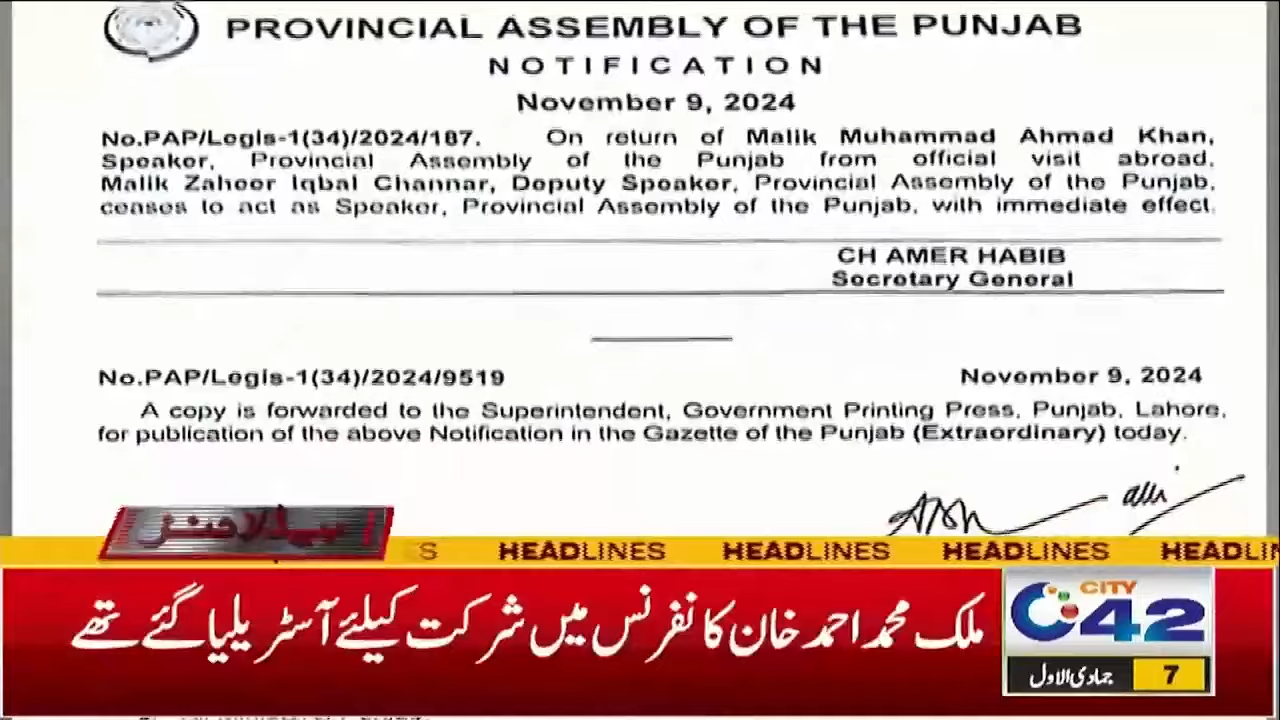 PROVINCIAL ASSEMBLY OF THE PUNJAB
NOTIFICATION
November 9, 2024
No.PAP/Legis-1(34)/2024/187. On return of Malik Muhammad Ahmad Khan,
Speaker, Provincial Assembly of the Punjab from official visit abroad,
Malik Zaheer Iqbal Channar, Deputy Speaker, Provincial Assembly of the Punjab,
ceases to act as Speaker, Provincial Assembly of the Punjab, with immediate effect.
CH AMER HABIB
Secretary General
No.PAP/Legis-1(34)/2024/9519 November 9, 2024
A copy is forwarded to the Superintendent, Government Printing Press, Punjab, Lahore,
for publication of the above Notification in the Gazette of the Punjab (Extraordinary) today.
ہیڈلائنز
S HEADLINES HEADLINES HEADLINES HEADLIN
ملک محمد احمد خان کانفرنس میں شرکت کیلئے آسٹریلیا گئے تھے
CITY
42
7 جمادی الاول